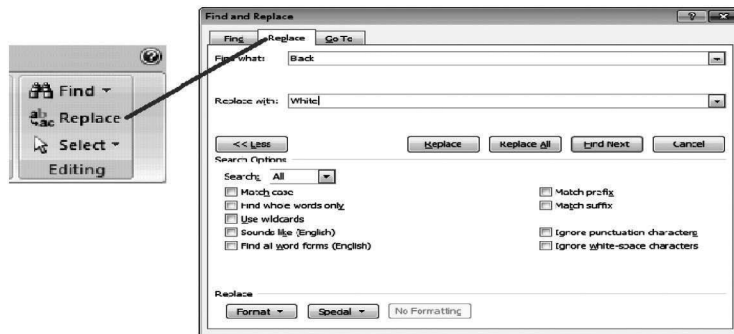 Find
Replace
Select
Editing
Find and Replace
Find
Replace
Go To
Find what:
Back
Replace with:
White
<< Less
Replace
Replace All
Find Next
Cancel
Search Options
Search:
All
Match case
Match prefix
Find whole words only
Match suffix
Use wildcards
Sounds like (English)
Ignore punctuation characters
Find all word forms (English)
Ignore white-space characters
Replace
Format
Special
No Formatting